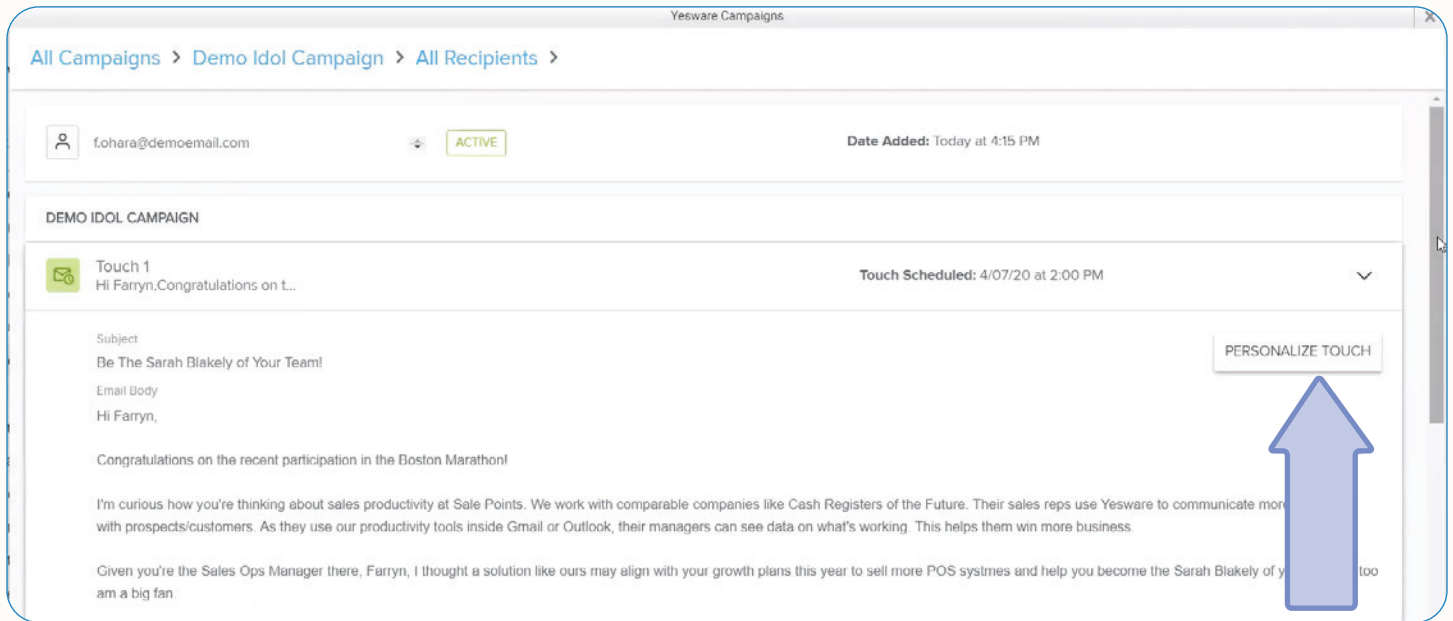 Yesware Campaigns
X
All Campaigns > Demo Idol Campaign > All Recipients >
f.ohara@demoemail.com
ACTIVE
Date Added: Today at 4:15 PM
DEMO IDOL CAMPAIGN
Touch 1
Hi Farryn,Congratulations on t...
Touch Scheduled: 4/07/20 at 2:00 PM
Subject
Be The Sarah Blakely of Your Team!
PERSONALIZE TOUCH
Email Body
Hi Farryn,
Congratulations on the recent participation in the Boston Marathon!
I'm curious how you're thinking about sales productivity at Sale Points. We work with comparable companies like Cash Registers of the Future. Their sales reps use Yesware to communicate more
with prospects/customers. As they use our productivity tools inside Gmail or Outlook, their managers can see data on what's working. This helps them win more business.
Given you're the Sales Ops Manager there, Farryn, I thought a solution like ours may align with your growth plans this year to sell more POS systmes and help you become the Sarah Blakely of too
am a big fan.